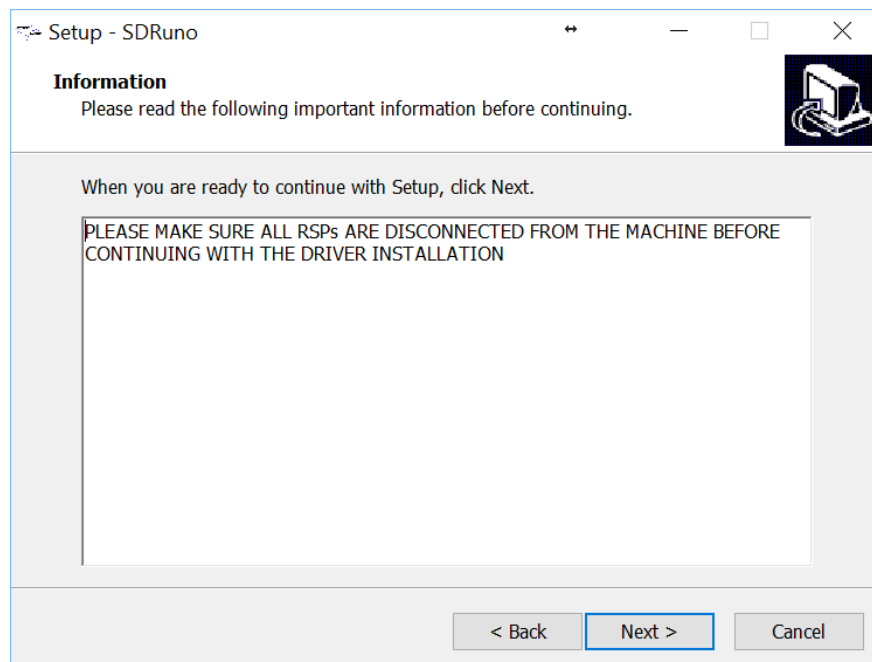 Setup - SDRuno
Information
Please read the following important information before continuing.
When you are ready to continue with Setup, click Next.
PLEASE MAKE SURE ALL RSPs ARE DISCONNECTED FROM THE MACHINE BEFORE
CONTINUING WITH THE DRIVER INSTALLATION
< Back
Next >
Cancel